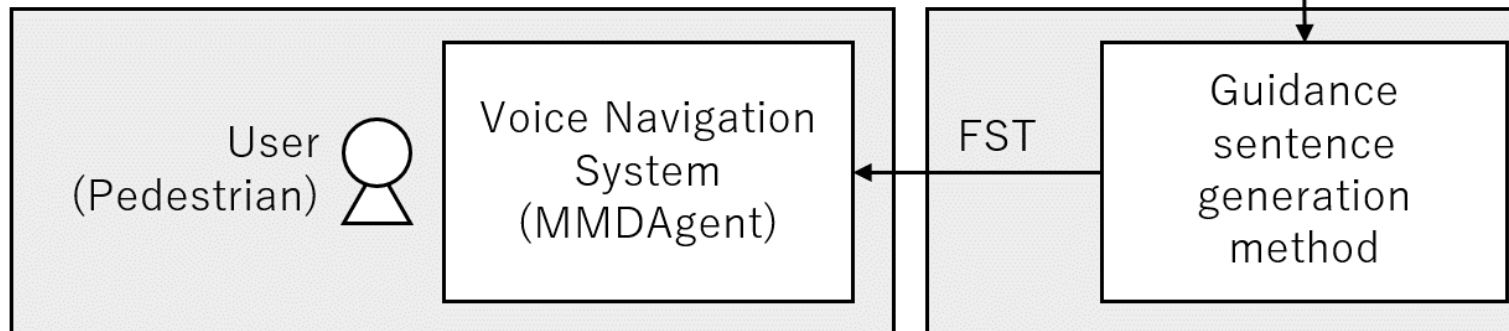 User
(Pedestrian)
Voice Navigation
System
(MMDAgent)
FST
Guidance
sentence
generation
method